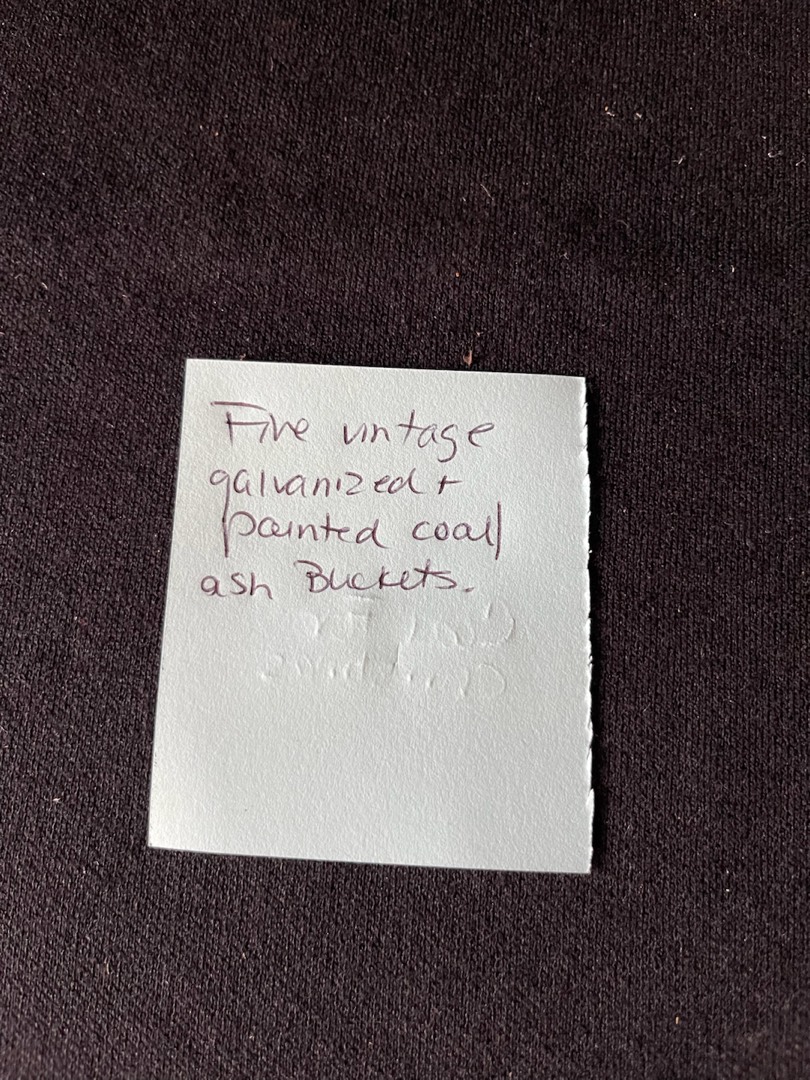 Five vintage
galvanized +
painted coal/
ash Buckets.